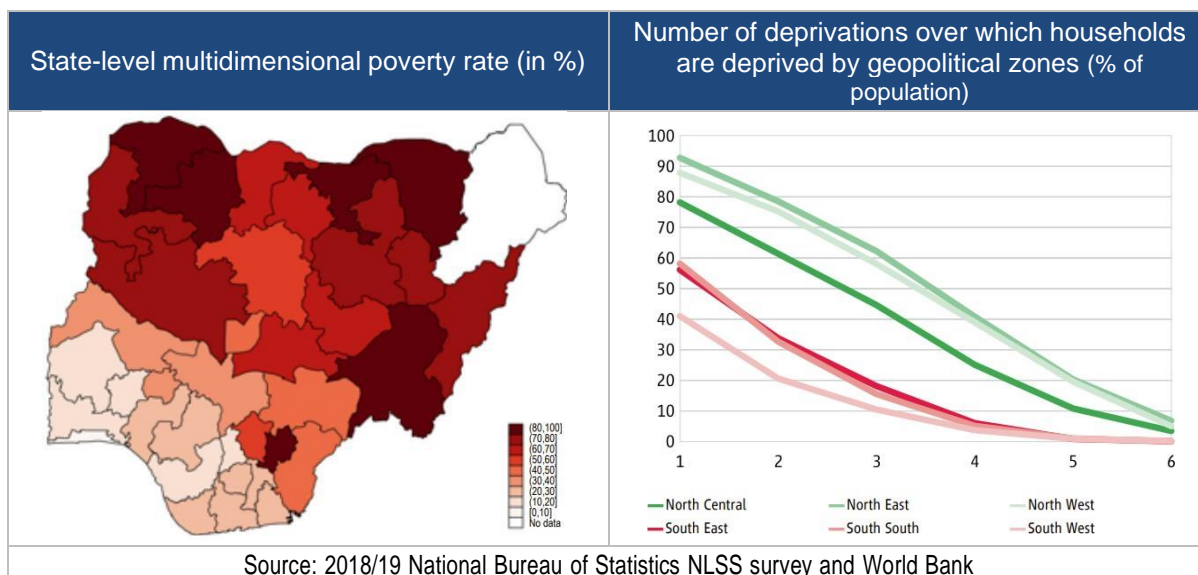 State-level multidimensional poverty rate (in %)
Number of deprivations over which households
are deprived by geopolitical zones (% of
population)
(80,100]
(70,80]
(60,70]
(50,60]
(40,50]
(30,40]
(20,30]
(10,20]
[0,10]
No data
100
90
80
70
60
50
40
30
20
10
0
1 2 3 4 5 6
North Central North East North West
South East South South South West
Source: 2018/19 National Bureau of Statistics NLSS survey and World Bank